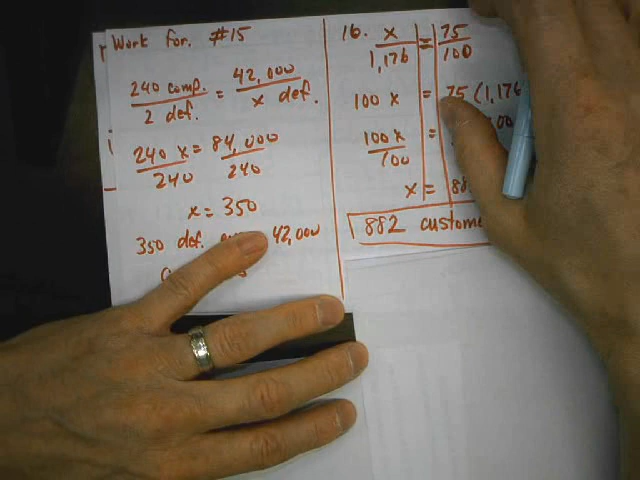 Work for. #15
240 comp. / 2 def. = 42,000 / x def.
240 x / 240 = 84,000 / 240
x = 350
350 def. 42,000
16. x / 1,176 = 75 / 100
100 x = 75 (1,176
100 x / 100 =
x = 88
882 custome